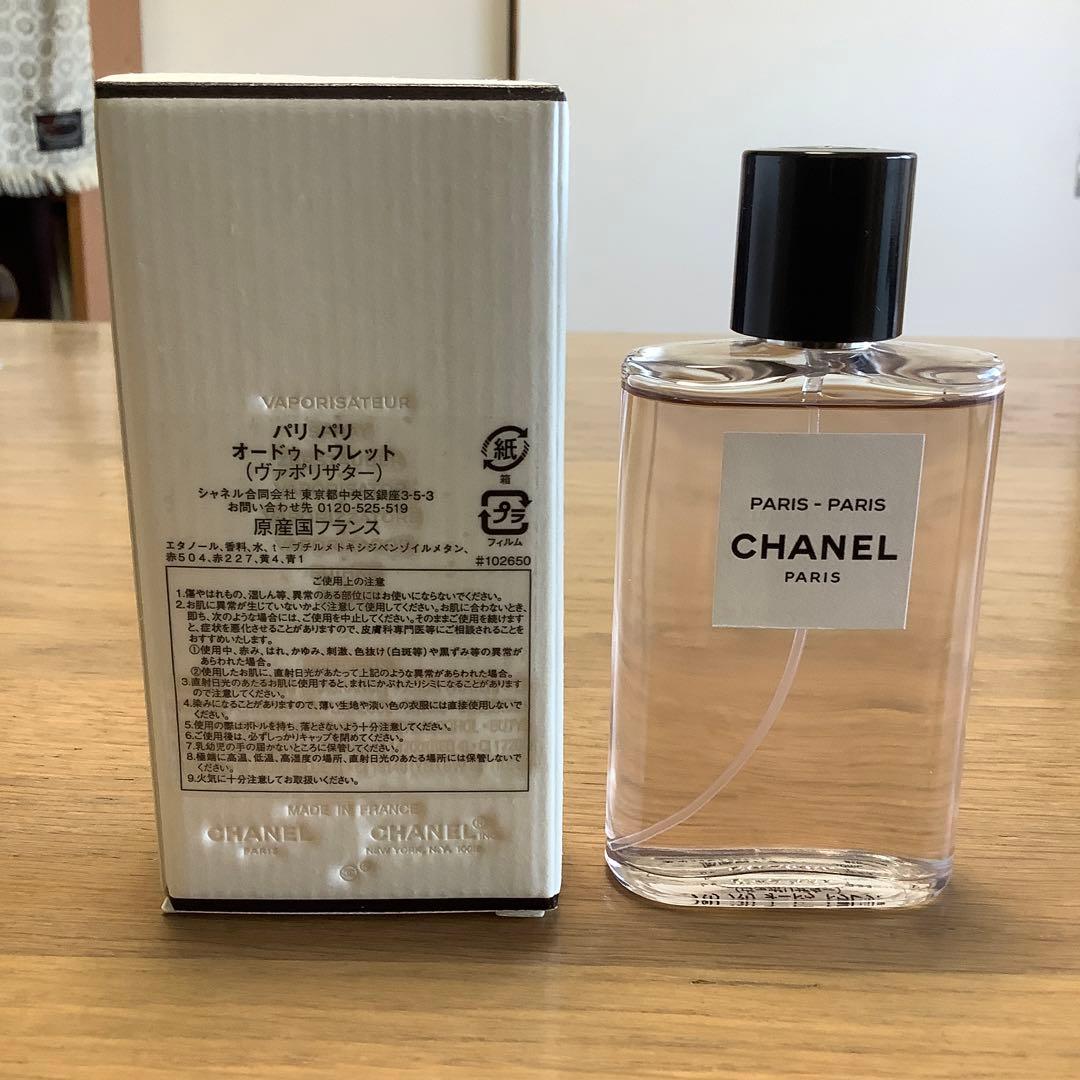 VAPORISATEUR
パリ パリ
オードゥ トワレット
(ヴァポリザター)
シャネル合同会社 東京都中央区銀座3-5-3
お問い合わせ先 0120-525-519
原産国フランス
エタノール、香料、水、t-ブチルメトキシジベンゾイルメタン、
赤504、赤227、黄4、青1
#102650
紙
箱
プラ
フィルム
ご使用上の注意
1.傷やはれもの、湿しん等、異常のある部位にはお使いにならないでください。
2.お肌に異常が生じていないかよく注意して使用してください。お肌に合わないとき、
即ち、次のような場合には、ご使用を中止してください。そのままご使用を続けます
と、症状を悪化させることがありますので、皮膚科専門医等にご相談されることを
おすすめいたします。
①使用中、赤み、はれ、かゆみ、刺激、色抜け(白斑等)や黒ずみ等の異常が
あらわれた場合。
②使用したお肌に、直射日光があたって上記のような異常があらわれた場合。
3.直射日光のあたるお肌に使用すると、まれにかぶれたりシミになることがあります
ので注意してください。
4.染みになることがありますので、薄い生地や淡い色の衣服には直接使用しないで
ください。
5.使用の際はボトルを持ち、落とさないよう十分注意してください。
6.ご使用後は、必ずしっかりキャップを閉めてください。
7.乳幼児の手の届かないところに保管してください。
8.極端に高温、低温、高湿度の場所、直射日光のあたる場所には保管しないで
ください。
9.火気に十分注意してお取扱いください。
MADE IN FRANCE
CHANEL
PARIS
CHANEL
NEW YORK, N.Y.
PARIS - PARIS
CHANEL
PARIS